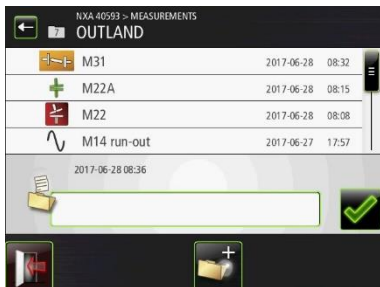 NXA 40593 > MEASUREMENTS
7 OUTLAND
M31 2017-06-28 08:32
M22A 2017-06-28 08:15
M22 2017-06-28 08:08
M14 run-out 2017-06-27 17:57
2017-06-28 08:36